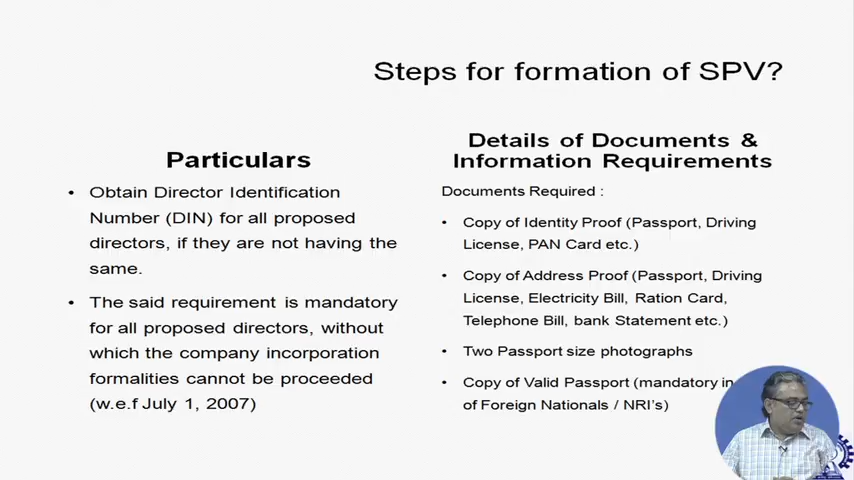 Steps for formation of SPV?
Particulars
• Obtain Director Identification
Number (DIN) for all proposed
directors, if they are not having the
same.
• The said requirement is mandatory
for all proposed directors, without
which the company incorporation
formalities cannot be proceeded
(w.e.f July 1, 2007)
Details of Documents &
Information Requirements
Documents Required :
• Copy of Identity Proof (Passport, Driving
License, PAN Card etc.)
• Copy of Address Proof (Passport, Driving
License, Electricity Bill, Ration Card,
Telephone Bill, bank Statement etc.)
• Two Passport size photographs
• Copy of Valid Passport (mandatory in
of Foreign Nationals / NRI's)